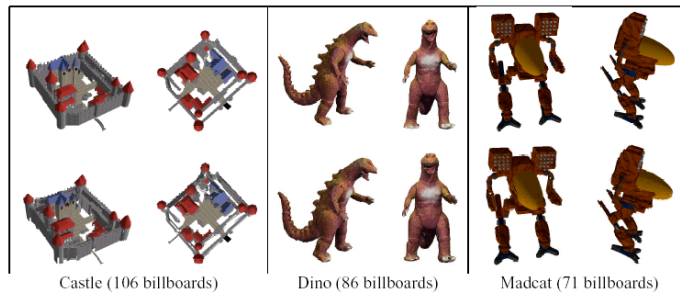 Castle (106 billboards)
Dino (86 billboards)
Madcat (71 billboards)